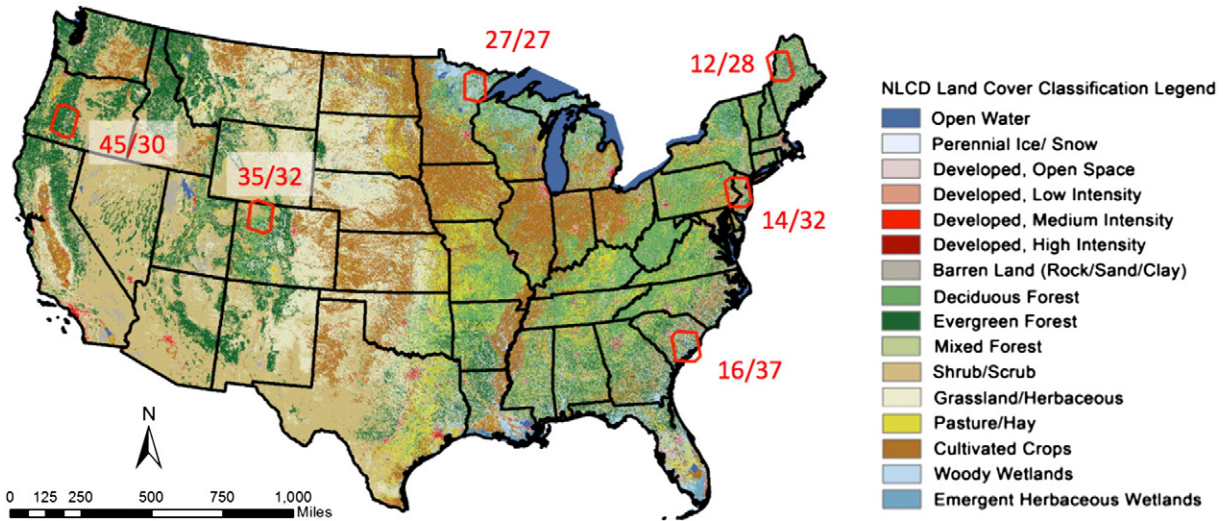 27/27
12/28
45/30
35/32
14/32
16/37
N
0 125 250 500 750 1,000
Miles
NLCD Land Cover Classification Legend
Open Water
Perennial Ice/ Snow
Developed, Open Space
Developed, Low Intensity
Developed, Medium Intensity
Developed, High Intensity
Barren Land (Rock/Sand/Clay)
Deciduous Forest
Evergreen Forest
Mixed Forest
Shrub/Scrub
Grassland/Herbaceous
Pasture/Hay
Cultivated Crops
Woody Wetlands
Emergent Herbaceous Wetlands